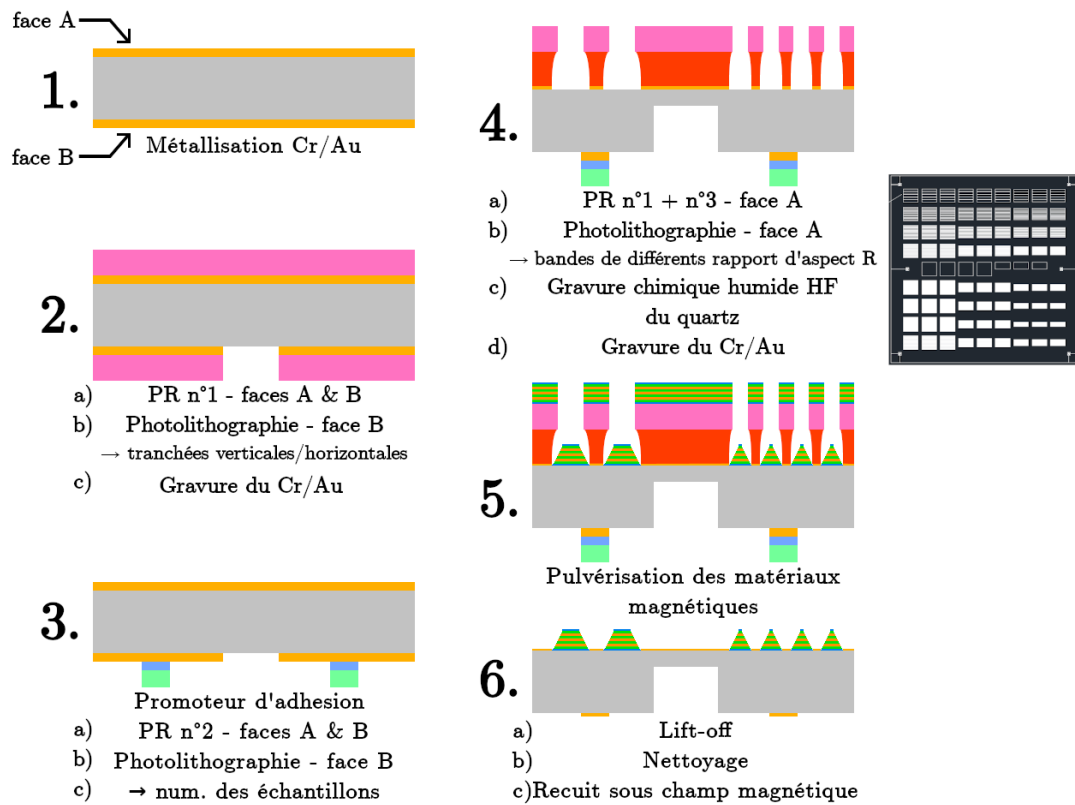 face A
1.
face B
Métallisation Cr/Au
2.
a) PR n°1 - faces A & B
b) Photolithographie - face B
→ tranchées verticales/horizontales
c) Gravure du Cr/Au
3.
Promoteur d'adhesion
a) PR n°2 - faces A & B
b) Photolithographie - face B
c) → num. des échantillons
4.
a) PR n°1 + n°3 - face A
b) Photolithographie - face A
→ bandes de différents rapport d'aspect R
c) Gravure chimique humide HF
du quartz
d) Gravure du Cr/Au
5.
Pulvérisation des matériaux
magnétiques
6.
a) Lift-off
b) Nettoyage
c)Recuit sous champ magnétique